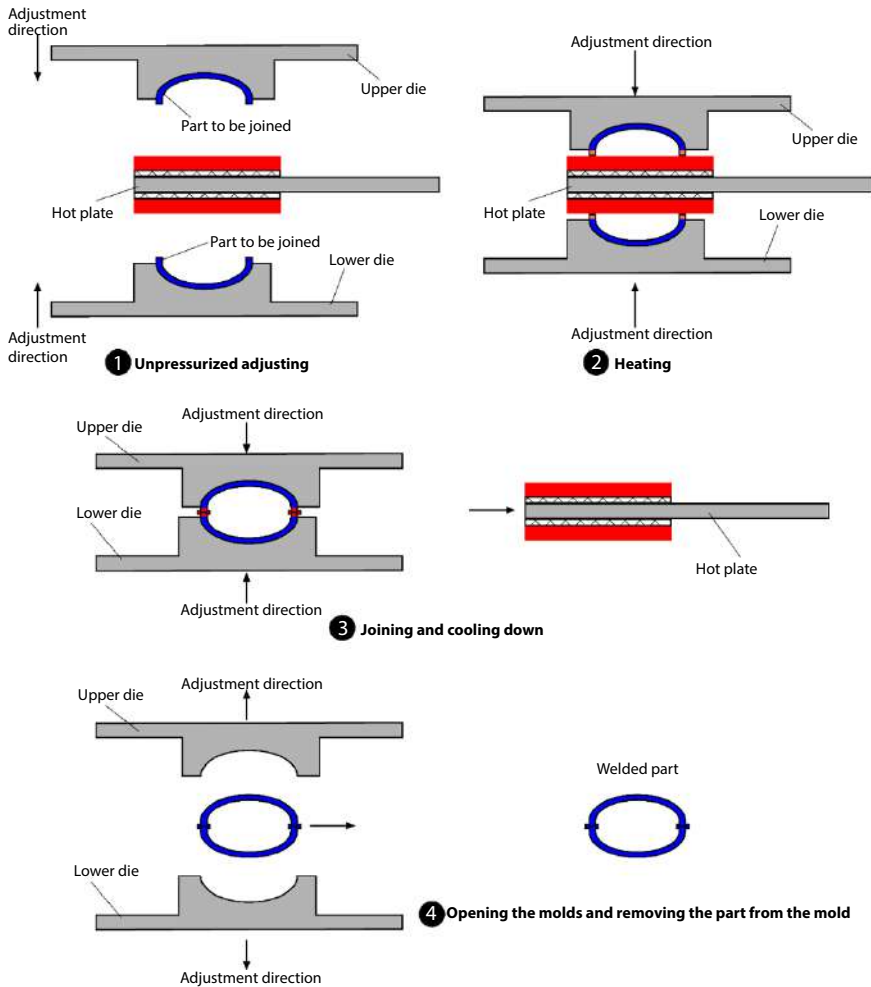 Adjustment
direction
Upper die
Part to be joined
Hot plate
Part to be joined
Lower die
Adjustment
direction
1 Unpressurized adjusting
Adjustment direction
Upper die
Hot plate
Lower die
Adjustment direction
2 Heating
Adjustment direction
Upper die
Lower die
Adjustment direction
Hot plate
3 Joining and cooling down
Adjustment direction
Upper die
Welded part
Lower die
4 Opening the molds and removing the part from the mold
Adjustment direction